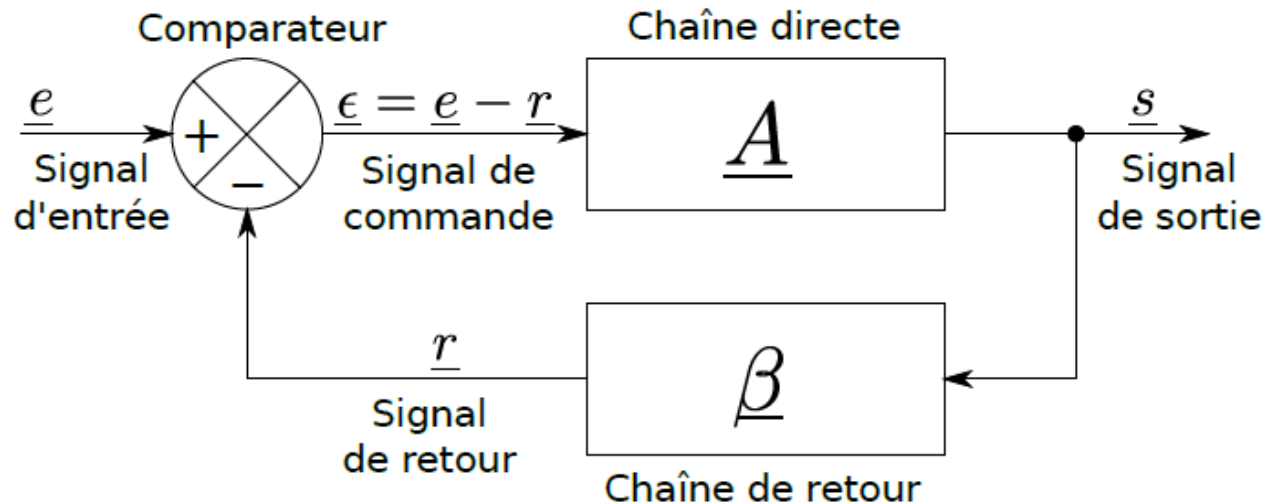 Comparateur
Chaîne directe
e
ϵ = e − r
s
+
−
A
Signal
d'entrée
Signal de
commande
Signal
de sortie
r
β
Signal
de retour
Chaîne de retour